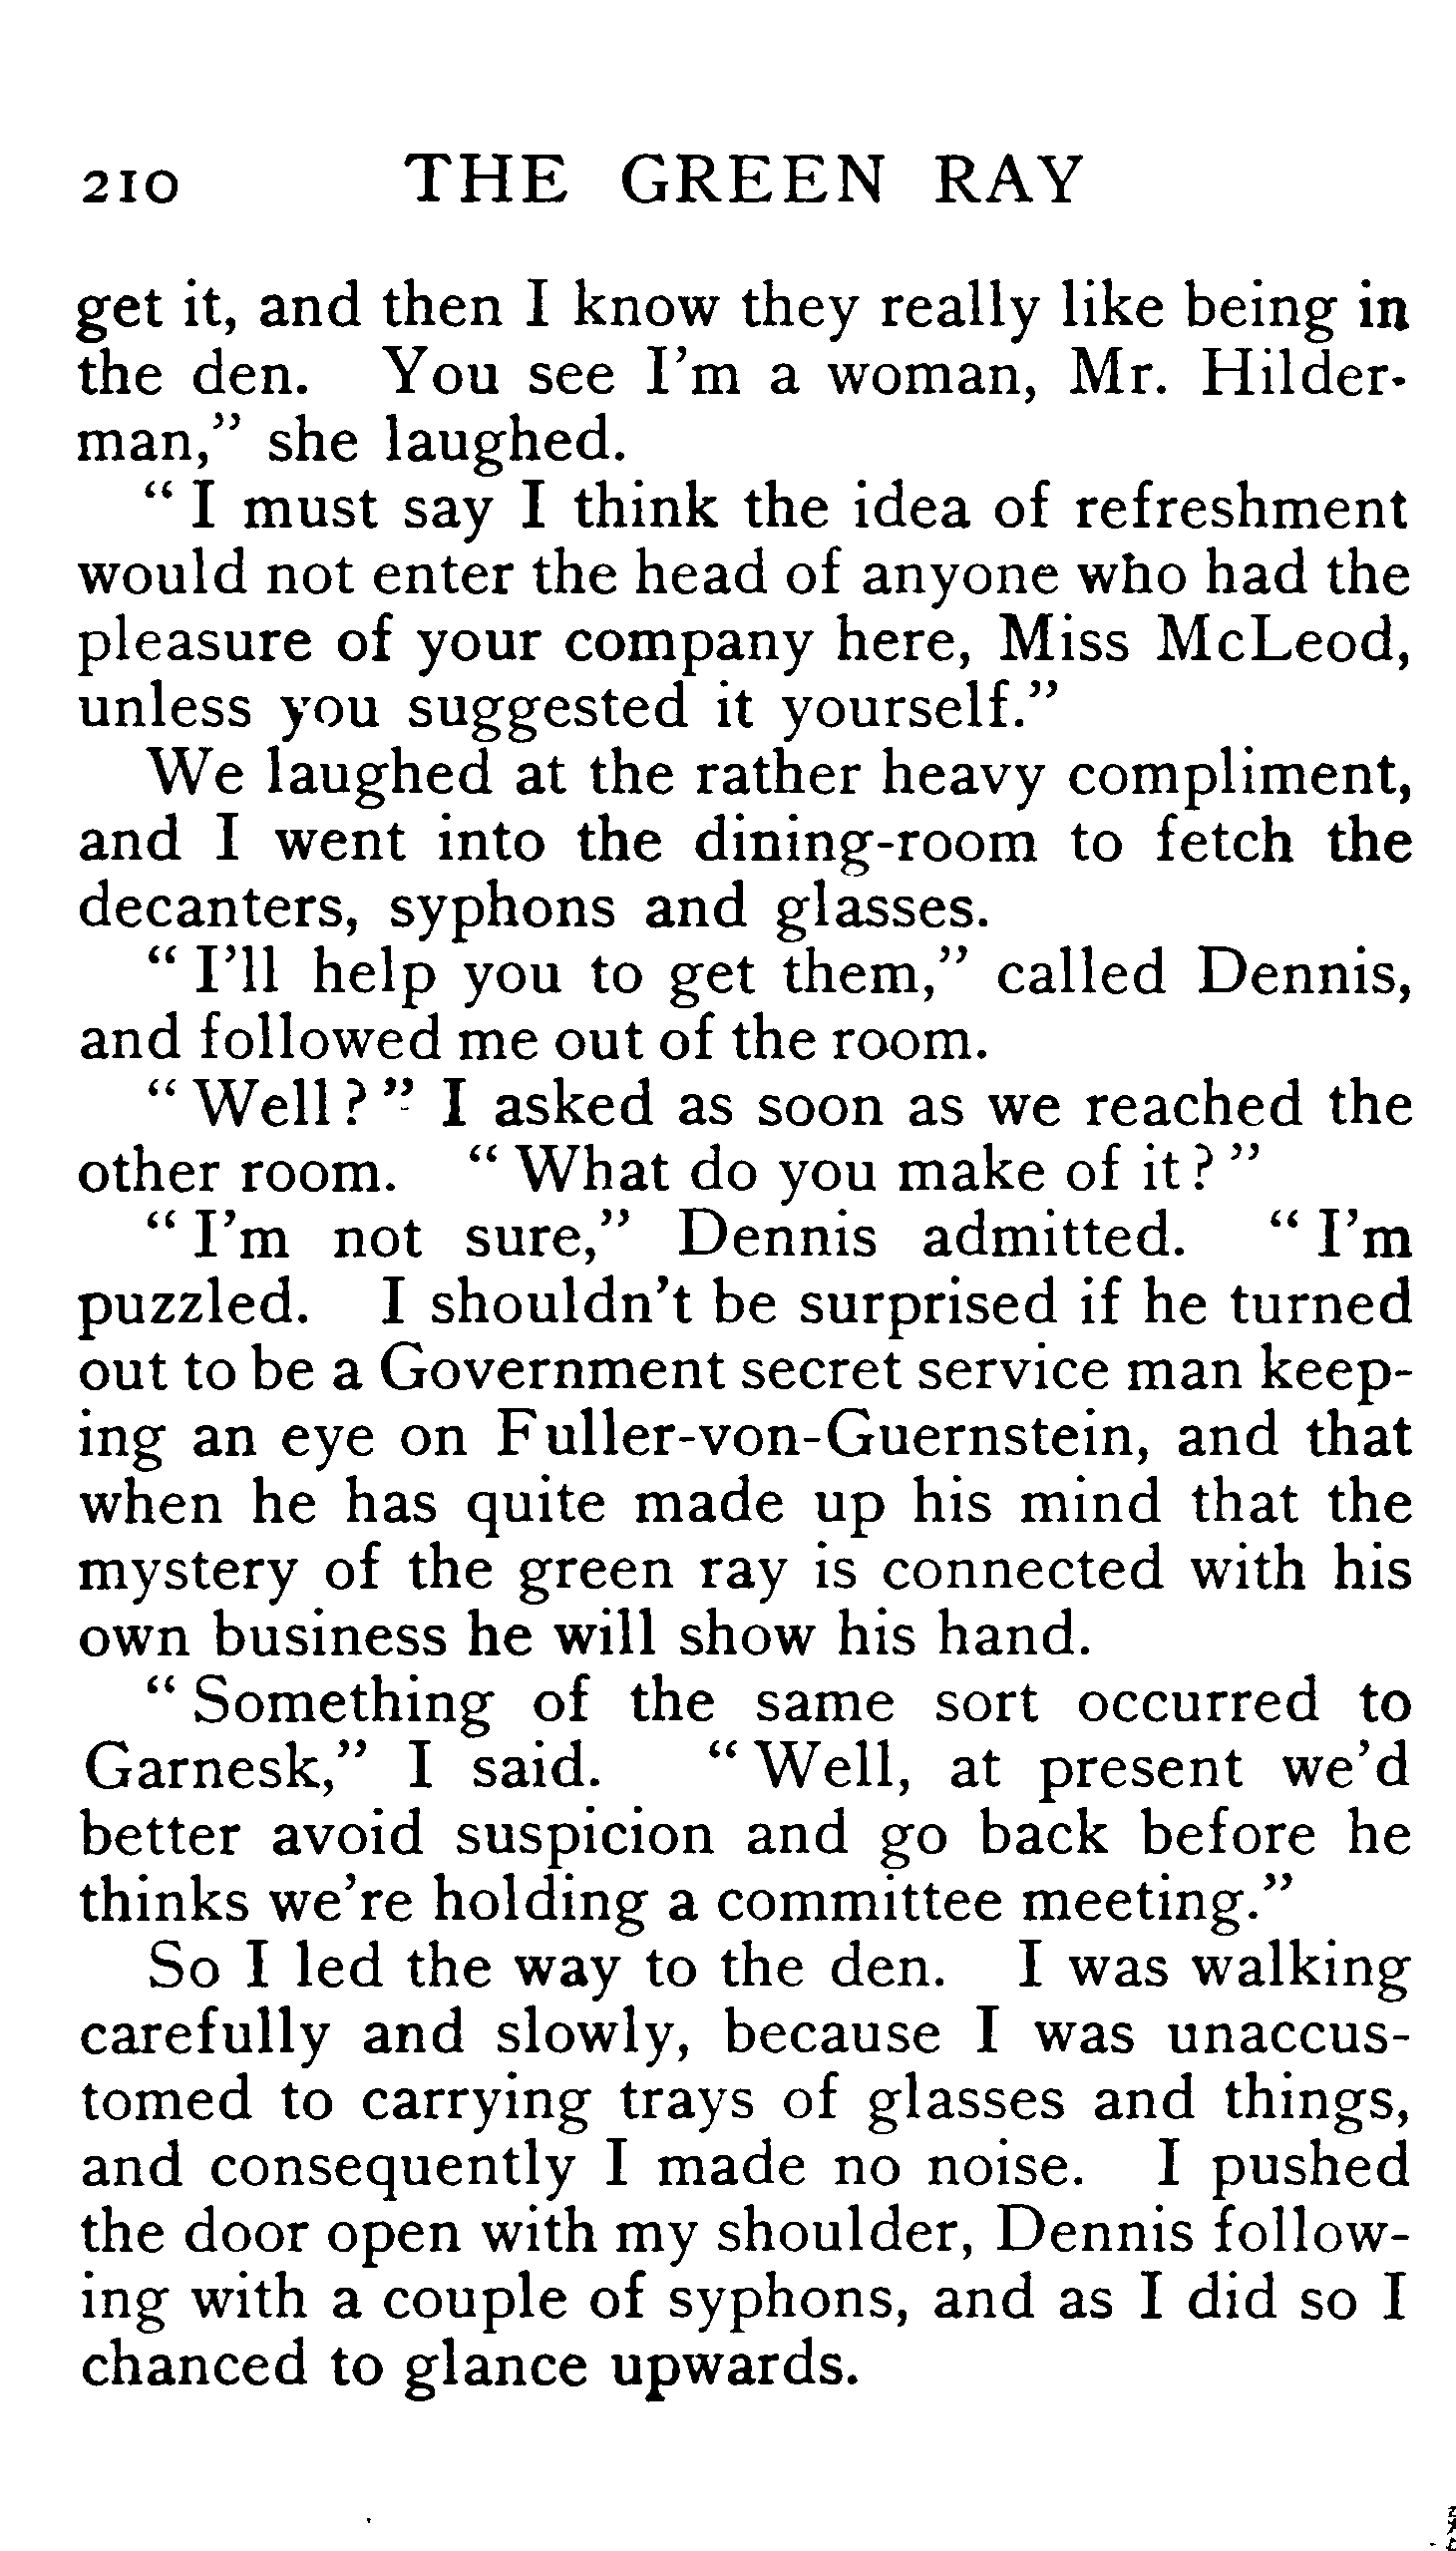 210 THE GREEN RAY
get it, and then I know they really like being in
the den. You see I'm a woman, Mr. Hilder-
man," she laughed.
" I must say I think the idea of refreshment
would not enter the head of anyone who had the
pleasure of your company here, Miss McLeod,
unless you suggested it yourself."
We laughed at the rather heavy compliment,
and I went into the dining-room to fetch the
decanters, syphons and glasses.
" I'll help you to get them," called Dennis,
and followed me out of the room.
" Well ? " I asked as soon as we reached the
other room. " What do you make of it ? "
" I'm not sure," Dennis admitted. " I'm
puzzled. I shouldn't be surprised if he turned
out to be a Government secret service man keep-
ing an eye on Fuller-von-Guernstein, and that
when he has quite made up his mind that the
mystery of the green ray is connected with his
own business he will show his hand.
" Something of the same sort occurred to
Garnesk," I said. " Well, at present we'd
better avoid suspicion and go back before he
thinks we're holding a committee meeting."
So I led the way to the den. I was walking
carefully and slowly, because I was unaccus-
tomed to carrying trays of glasses and things,
and consequently I made no noise. I pushed
the door open with my shoulder, Dennis follow-
ing with a couple of syphons, and as I did so I
chanced to glance upwards.